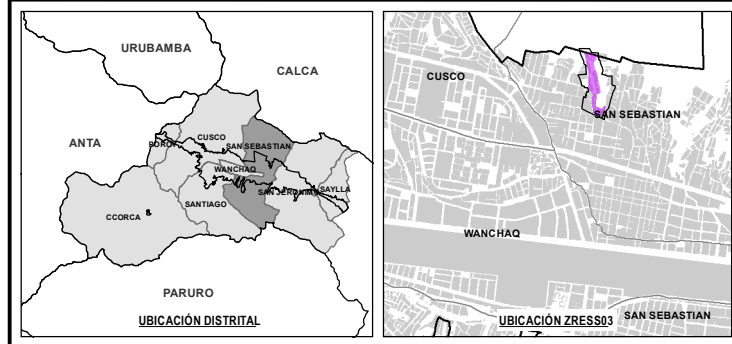 URUBAMBA
CALCA
ANTA
CUSCO
POROY
SAN SEBASTIAN
WANCHAQ
SAN JERONIMO
SAYLLA
SANTIAGO
CCORCA
PARURO
UBICACIÓN DISTRITAL
CUSCO
SAN SEBASTIAN
WANCHAQ
SAN SEBASTIAN
UBICACIÓN ZRESS03